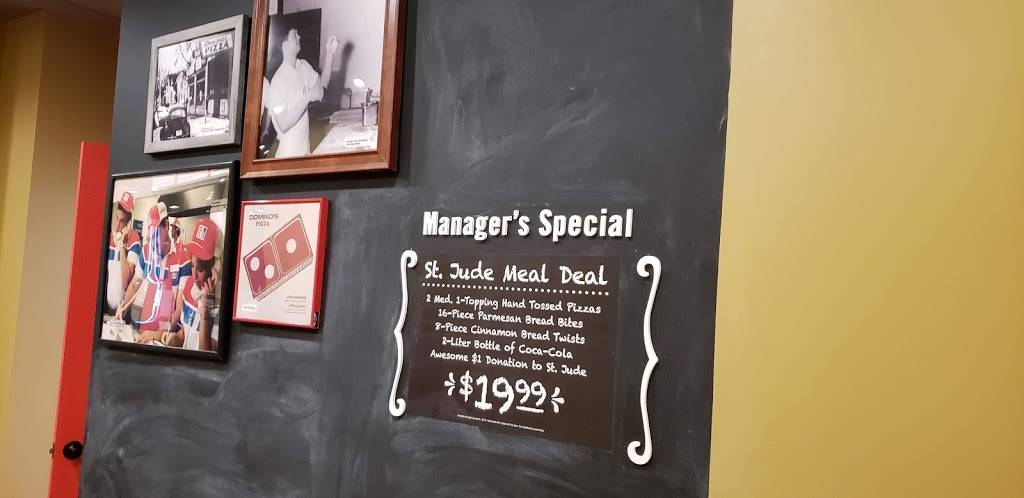 PIZZA
DOMINO'S
PIZZA
Manager's Special
St. Jude Meal Deal
2 Med. 1-Topping Hand Tossed Pizzas
16-Piece Parmesan Bread Bites
8-Piece Cinnamon Bread Twists
2-Liter Bottle of Coca-Cola
Awesome $1 Donation to St. Jude
$19.99